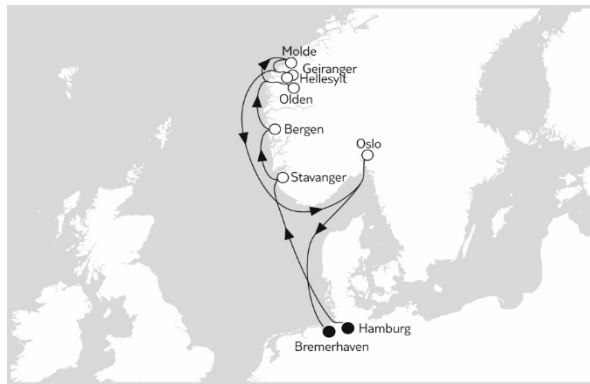 Molde
Geiranger
Hellesylt
Olden
Bergen
Oslo
Stavanger
Hamburg
Bremerhaven